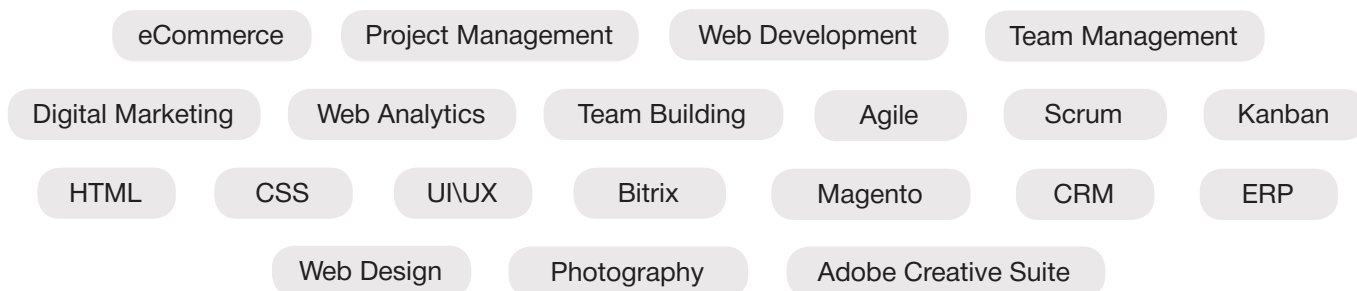 eCommerce Project Management Web Development Team Management
Digital Marketing Web Analytics Team Building Agile Scrum Kanban
HTML CSS UI\UX Bitrix Magento CRM ERP
Web Design Photography Adobe Creative Suite